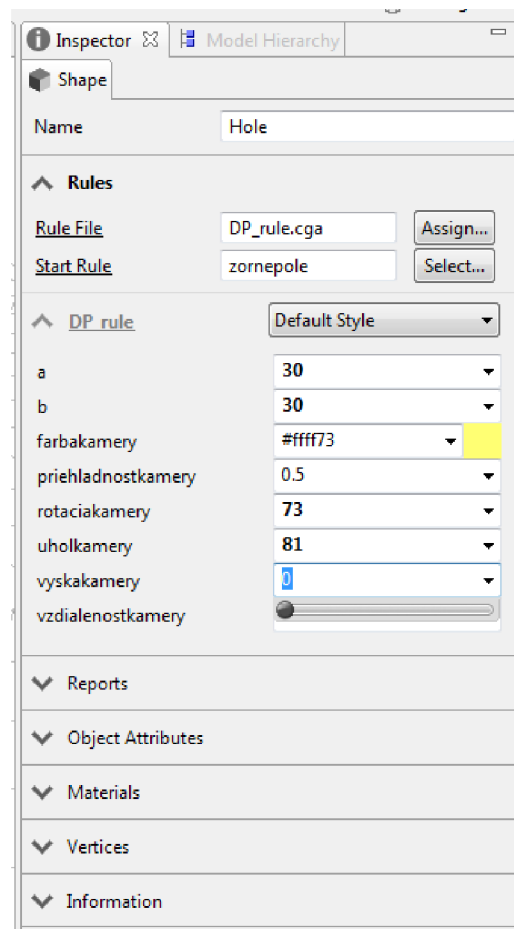 Inspector Model Hierarchy
Shape
Name Hole
Rules
Rule File DP_rule.cga Assign...
Start Rule zornepole Select...
DP_rule Default Style
a 30
b 30
farbakamery #ffff73
priehladnostkamery 0.5
rotaciakamery 73
uholkamery 81
vyskakamery 0
vzdialenostkamery
Reports
Object Attributes
Materials
Vertices
Information